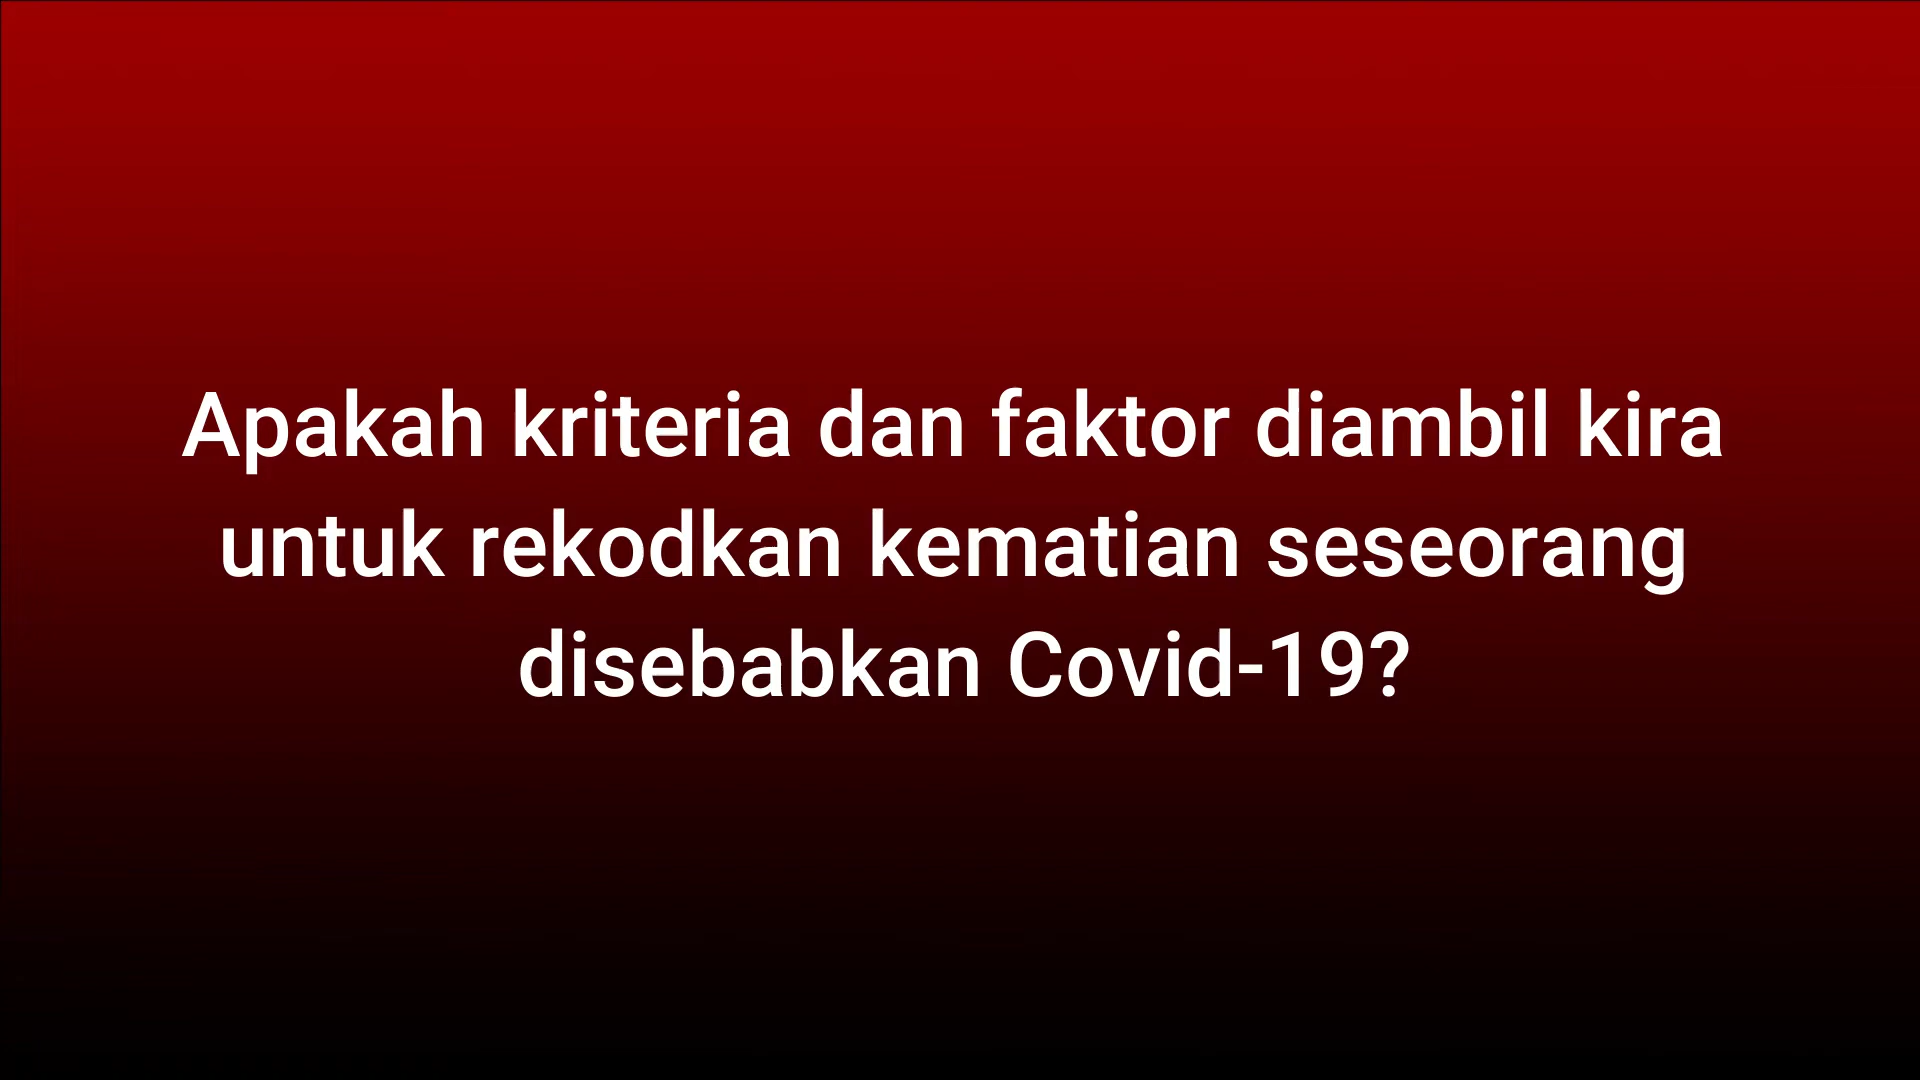 Apakah kriteria dan faktor diambil kira
untuk rekodkan kematian seseorang
disebabkan Covid-19?